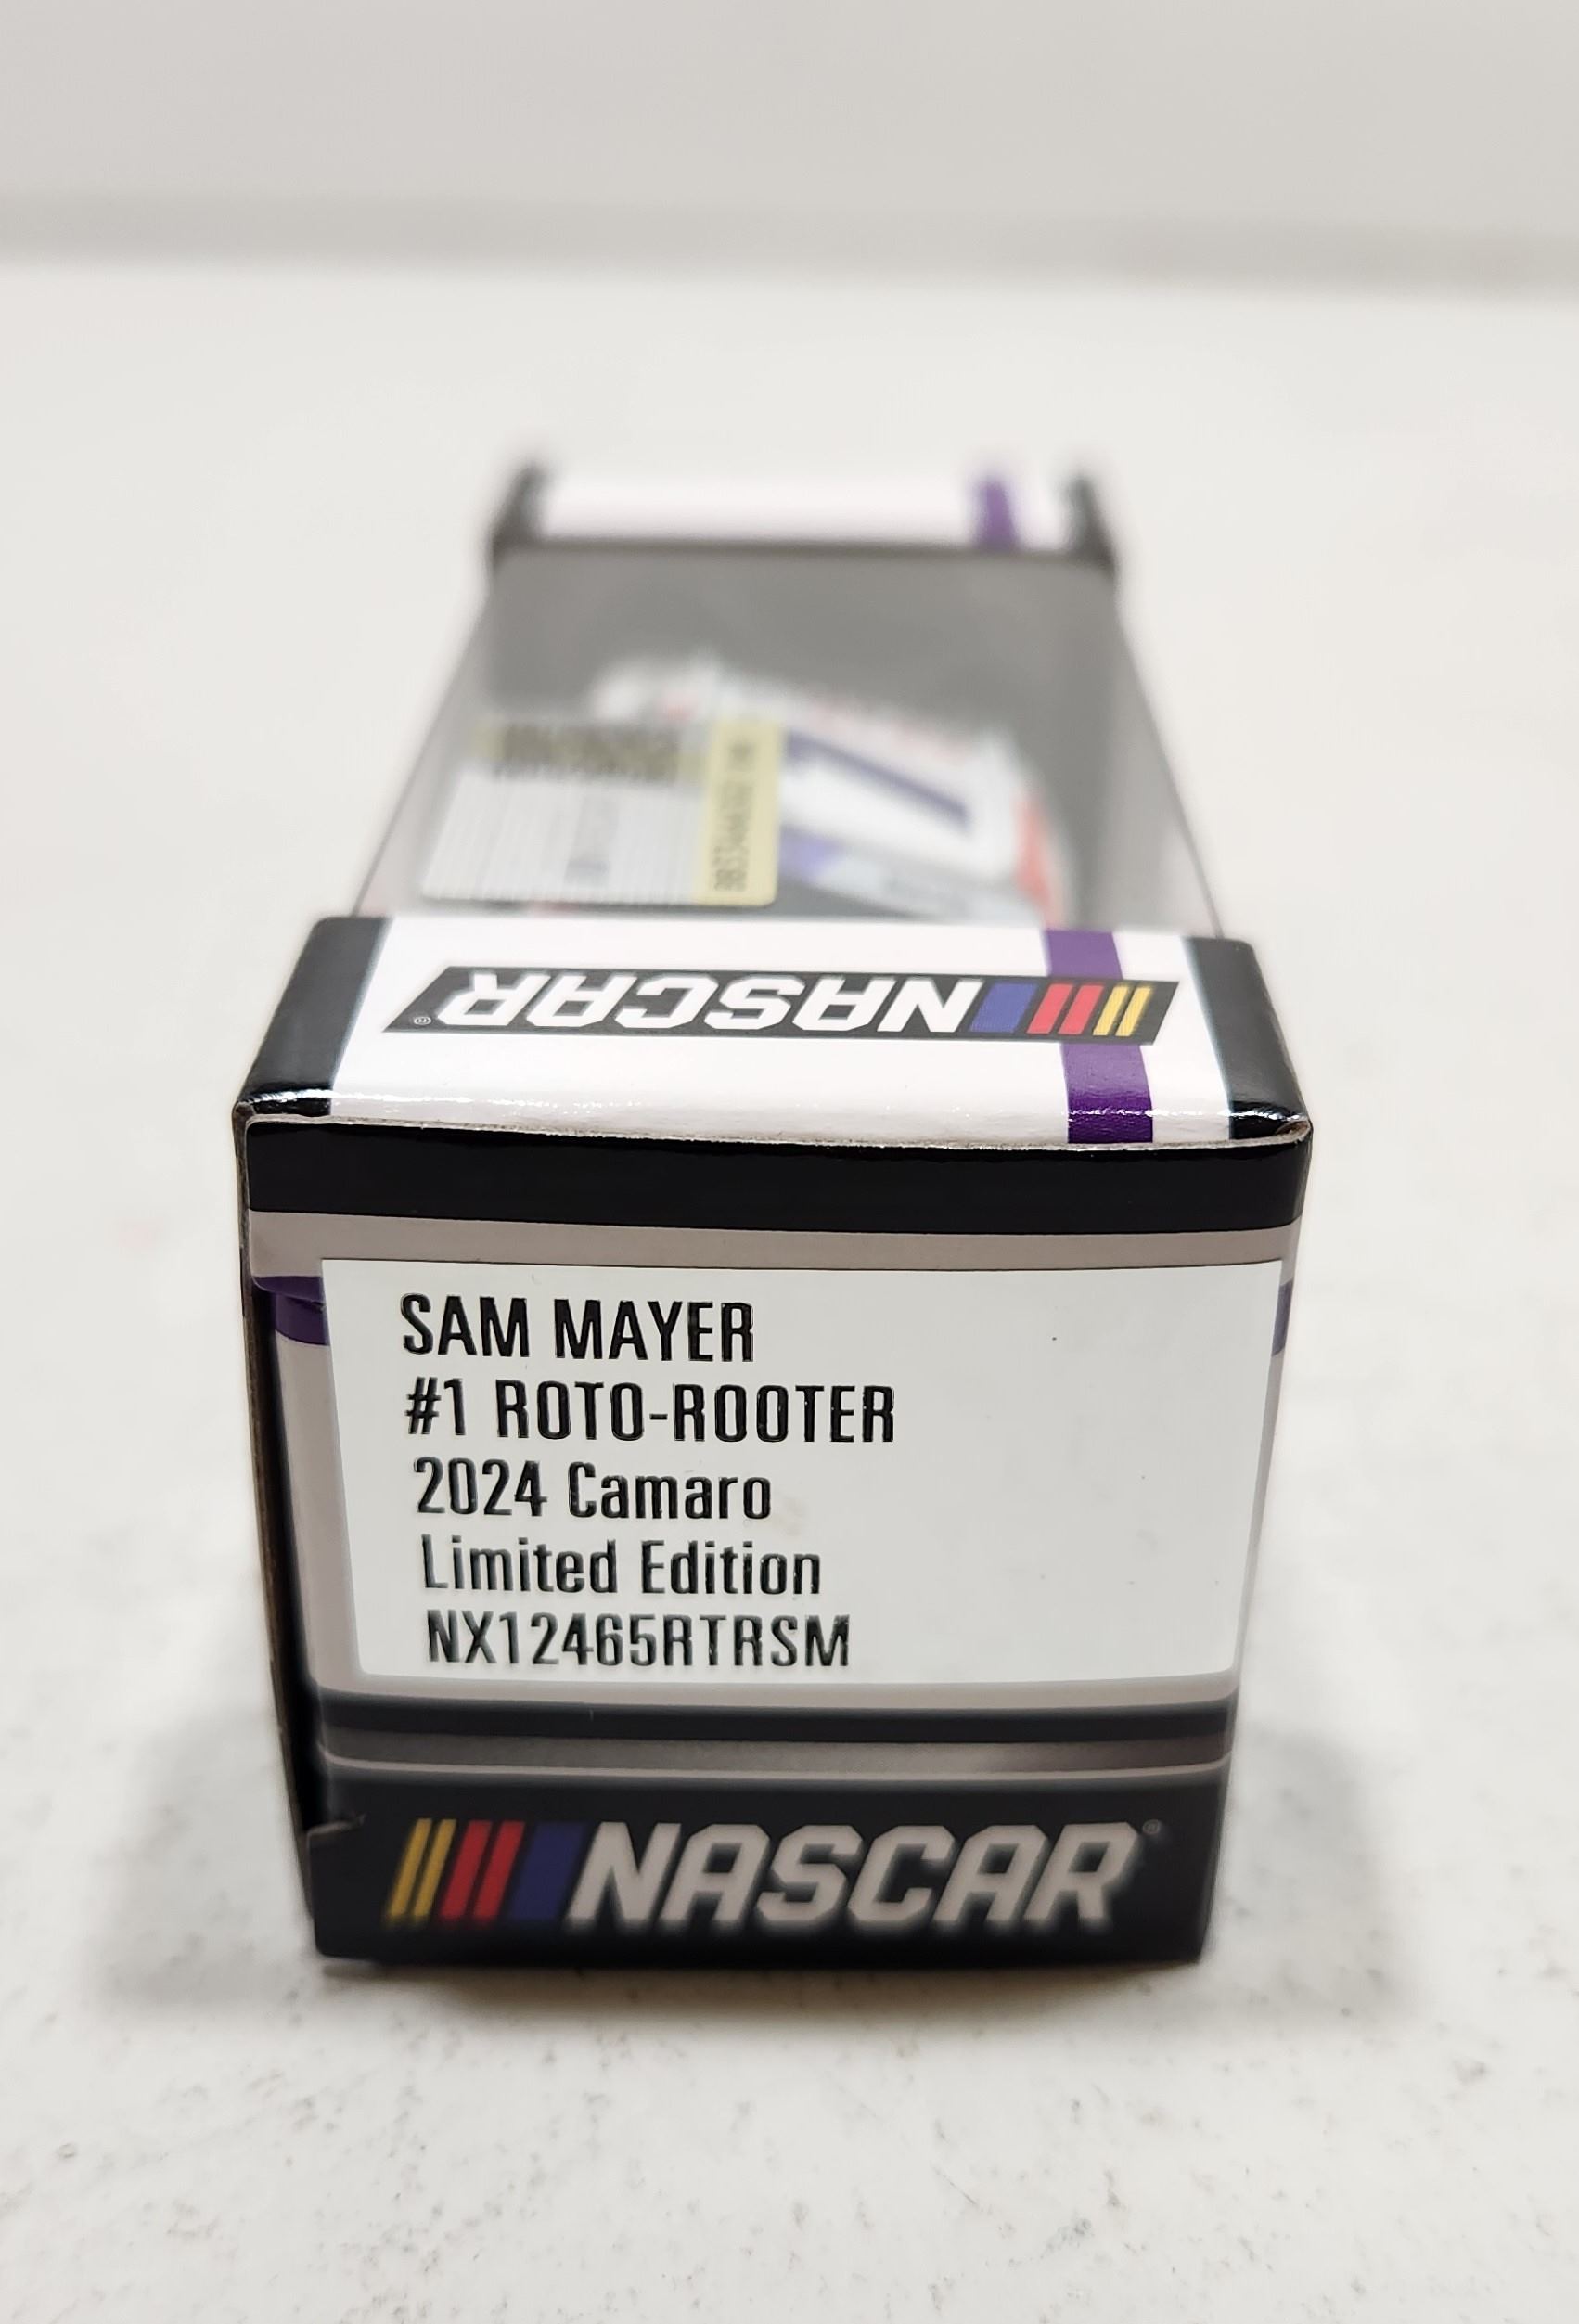 NASCAR
SAM MAYER
#1 ROTO-ROOTER
2024 Camaro
Limited Edition
NX12465RTRSM
NASCAR